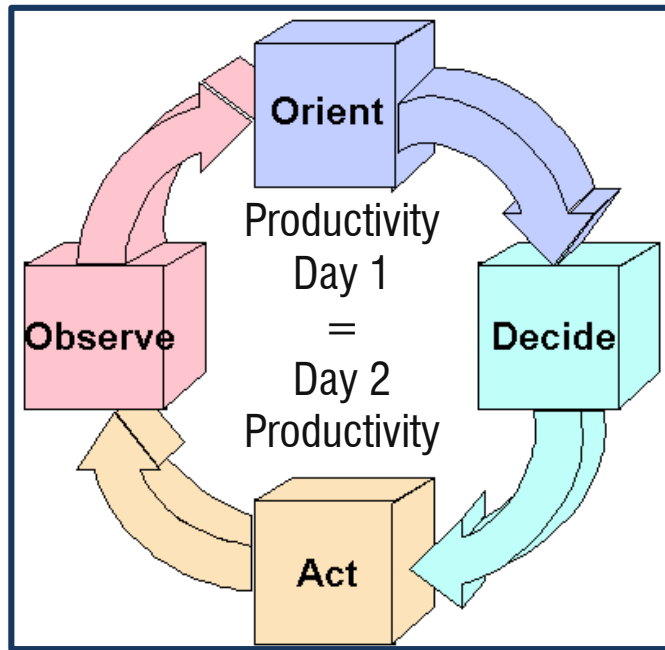 Orient
Productivity
Day 1
Observe
=
Decide
Day 2
Productivity
Act